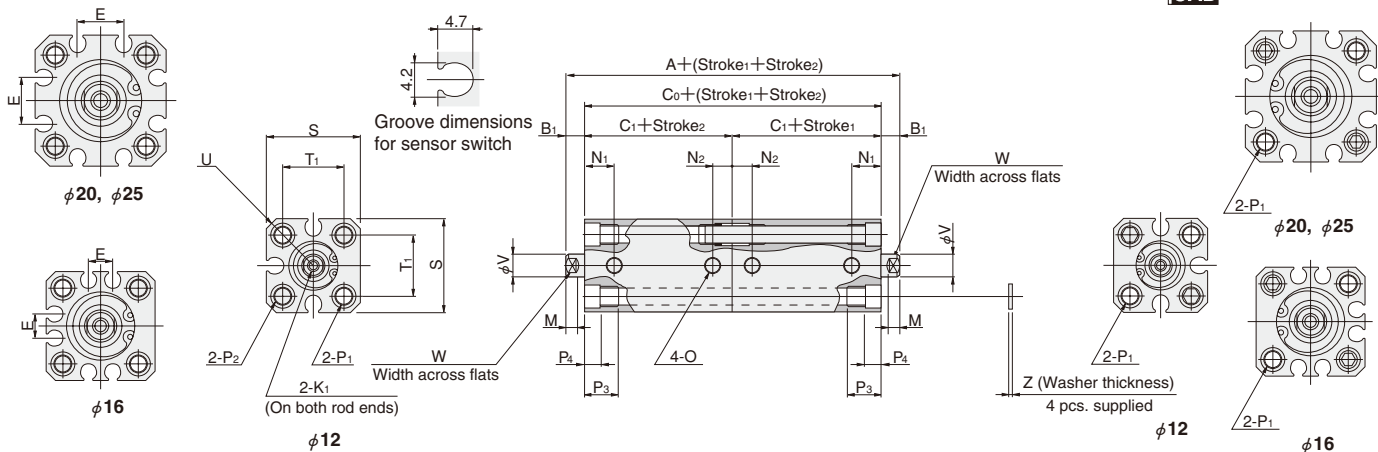 E
E
φ20, φ25
E
E
φ16
4.7
4.2
Groove dimensions
for sensor switch
S
U
T1
T1
S
2-P2
2-P1
2-K1
(On both rod ends)
φ12
A+(Stroke1+Stroke2)
C0+(Stroke1+Stroke2)
B1
C1+Stroke2
C1+Stroke1
B1
N1
N2
N2
N1
W
Width across flats
φV
φV
M
M
W
Width across flats
P4
4-O
P4
P3
P3
Z (Washer thickness)
4 pcs. supplied
2-P1
φ20, φ25
2-P1
φ12
2-P1
φ16